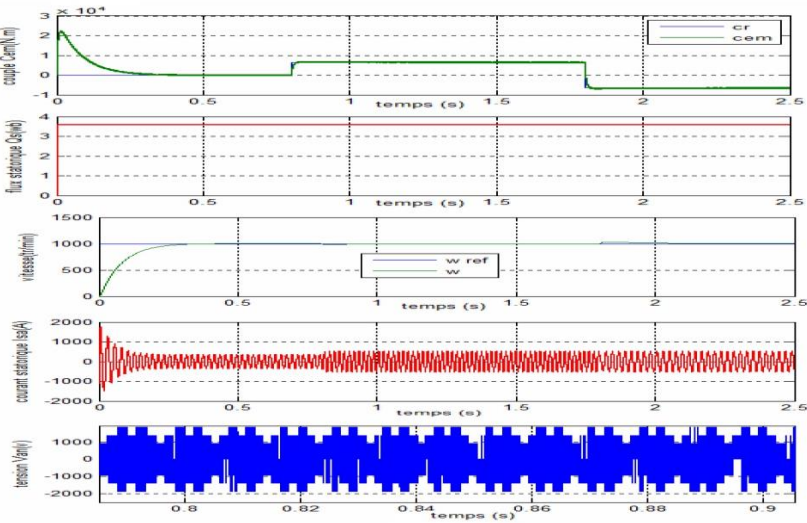 x 10⁴
3
2
1
0
-1
couple Cem(N.m)
cr
cem
0 0.5 1 1.5 2 2.5
temps (s)
4
3
2
1
0
flux statorique Qs(wb)
0 0.5 1 1.5 2 2.5
temps (s)
1500
1000
500
0
vitesse(tr/min)
w ref
w
0 0.5 1 1.5 2 2.5
temps (s)
2000
1000
0
-1000
-2000
courant statorique Isa(A)
0 0.5 1 1.5 2 2.5
temps (s)
1000
0
-1000
-2000
tension Van(v)
0.8 0.82 0.84 0.86 0.88 0.9
temps (s)